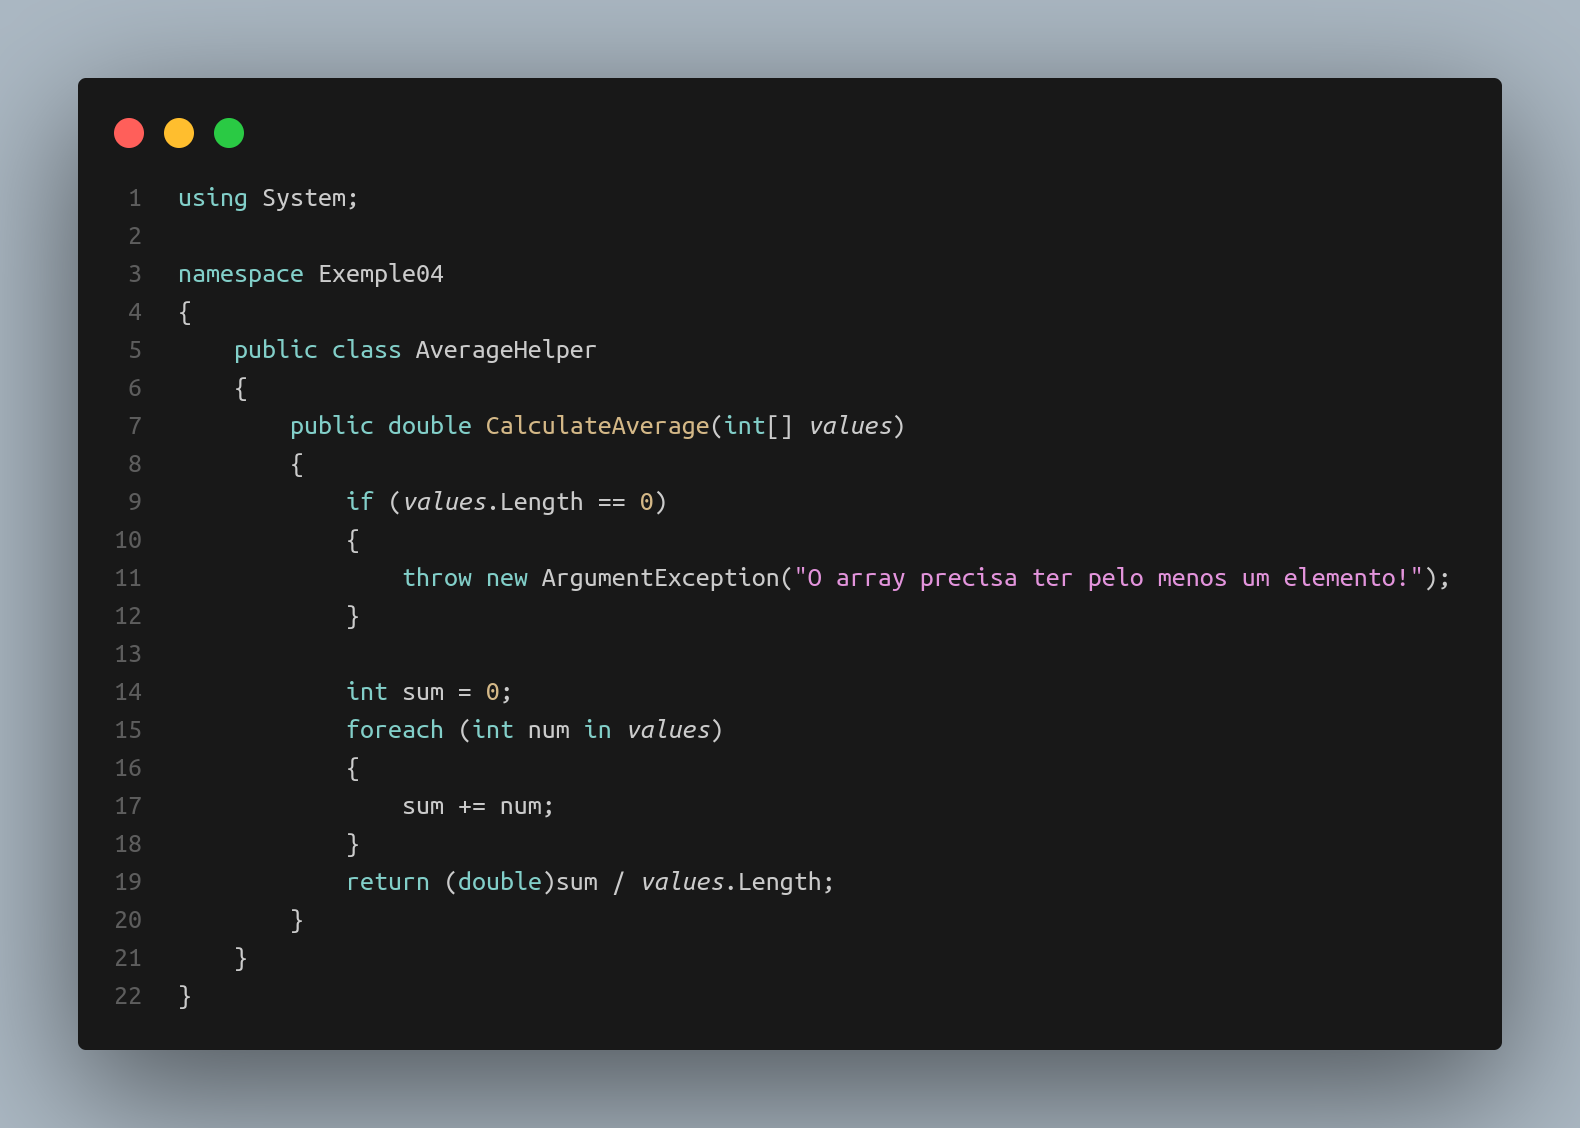 1 using System;
2
3 namespace Exemple04
4 {
5     public class AverageHelper
6     {
7         public double CalculateAverage(int[] values)
8         {
9             if (values.Length == 0)
10             {
11                 throw new ArgumentException("O array precisa ter pelo menos um elemento!");
12             }
13
14             int sum = 0;
15             foreach (int num in values)
16             {
17                 sum += num;
18             }
19             return (double)sum / values.Length;
20         }
21     }
22 }